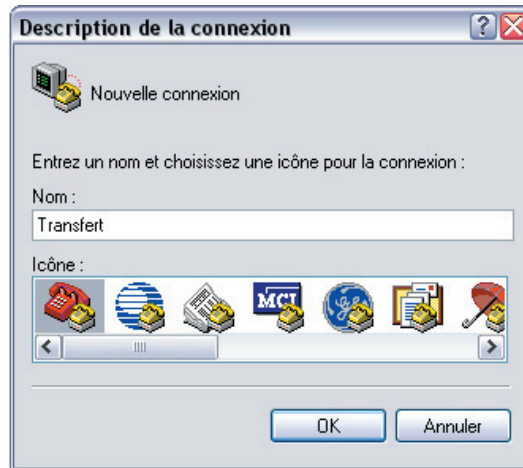 Description de la connexion
Nouvelle connexion
Entrez un nom et choisissez une icône pour la connexion :
Nom :
Transfert
Icône :
MCI
OK
Annuler